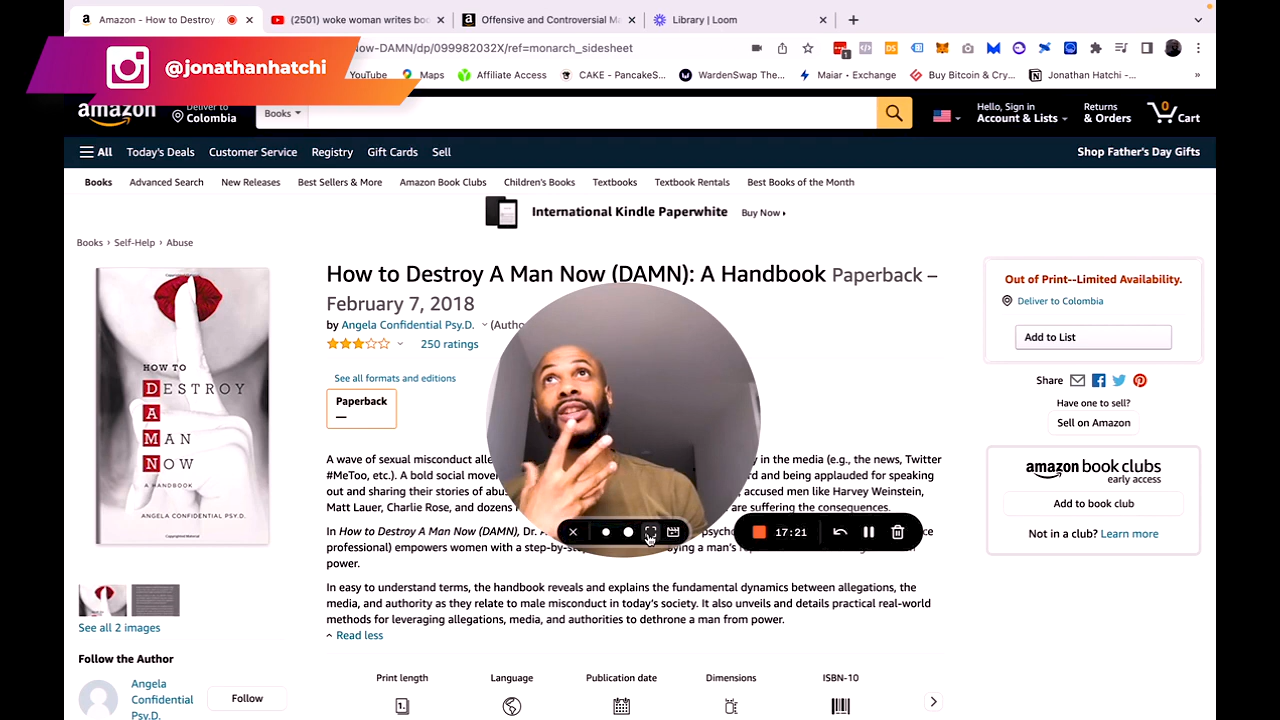 Amazon - How to Destroy
(2501) woke woman writes boo
Offensive and Controversial Ma
Library | Loom
@jonathanhatchi
ow-DAMN/dp/099982032X/ref=monarch_sidesheet
YouTube
Maps
Affiliate Access
CAKE - PancakeS...
WardenSwap The...
Maiar • Exchange
Buy Bitcoin & Cry...
Jonathan Hatchi -...
»
amazon
Deliver to
Colombia
Books
Hello, Sign in
Account & Lists
Returns
& Orders
0
Cart
All
Today's Deals
Customer Service
Registry
Gift Cards
Sell
Shop Father's Day Gifts
Books
Advanced Search
New Releases
Best Sellers & More
Amazon Book Clubs
Children's Books
Textbooks
Textbook Rentals
Best Books of the Month
International Kindle Paperwhite
Buy Now
Books › Self-Help › Abuse
HOW TO
DESTROY
A
MAN
NOW
A HANDBOOK
ANGELA CONFIDENTIAL PSY.D.
See all 2 images
Follow the Author
Angela
Confidential
Psy.D.
Follow
How to Destroy A Man Now (DAMN): A Handbook Paperback –
February 7, 2018
by Angela Confidential Psy.D. (Autho
250 ratings
See all formats and editions
Paperback
—
A wave of sexual misconduct alle y in the media (e.g., the news, Twitter
#MeToo, etc.). A bold social mover rd and being applauded for speaking
out and sharing their stories of abus , accused men like Harvey Weinstein,
Matt Lauer, Charlie Rose, and dozens are suffering the consequences.
In How to Destroy A Man Now (DAMN), Dr. psych ce
professional) empowers women with a step-by-step oying a man's
power.
In easy to understand terms, the handbook reveals and explains the fundamental dynamics between allegations, the
media, and authority as they relate to male misconduct in today's society. It also unveils and details practical real-world
methods for leveraging allegations, media, and authorities to dethrone a man from power.
Read less
17:21
Print length
Language
Publication date
Dimensions
ISBN-10
Out of Print--Limited Availability.
Deliver to Colombia
Add to List
Share
Have one to sell?
Sell on Amazon
amazon book clubs
early access
Add to book club
Not in a club? Learn more